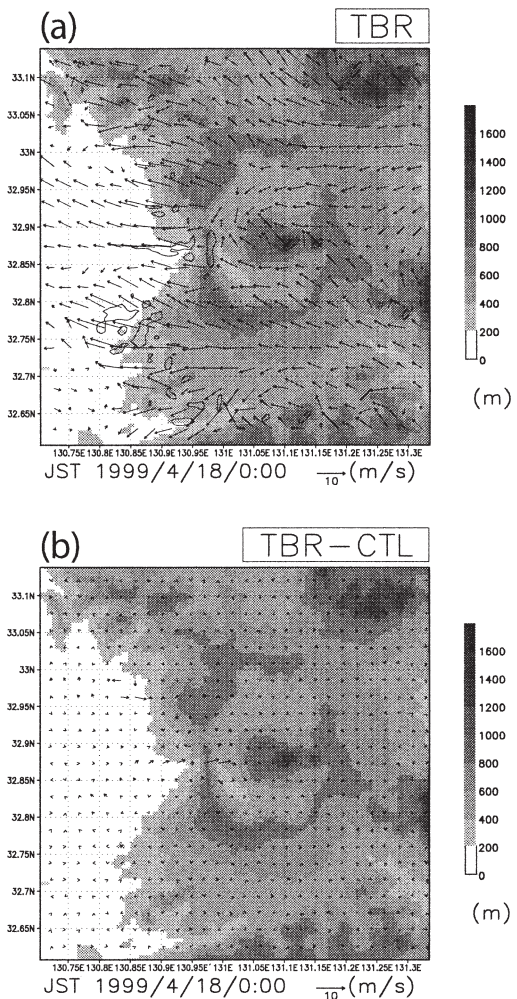 (a) TBR
33.1N
33.05N
33N
32.95N
32.9N
32.85N
32.8N
32.75N
32.7N
32.65N
130.75E 130.8E 130.85E 130.9E 130.95E 131E 131.05E 131.1E 131.15E 131.2E 131.25E 131.3E
JST 1999/4/18/0:00 10 (m/s)
1600
1400
1200
1000
800
600
400
200
0
(m)
(b) TBR-CTL
33.1N
33.05N
33N
32.95N
32.9N
32.85N
32.8N
32.75N
32.7N
32.65N
130.75E 130.8E 130.85E 130.9E 130.95E 131E 131.05E 131.1E 131.15E 131.2E 131.25E 131.3E
JST 1999/4/18/0:00 10 (m/s)
1600
1400
1200
1000
800
600
400
200
0
(m)